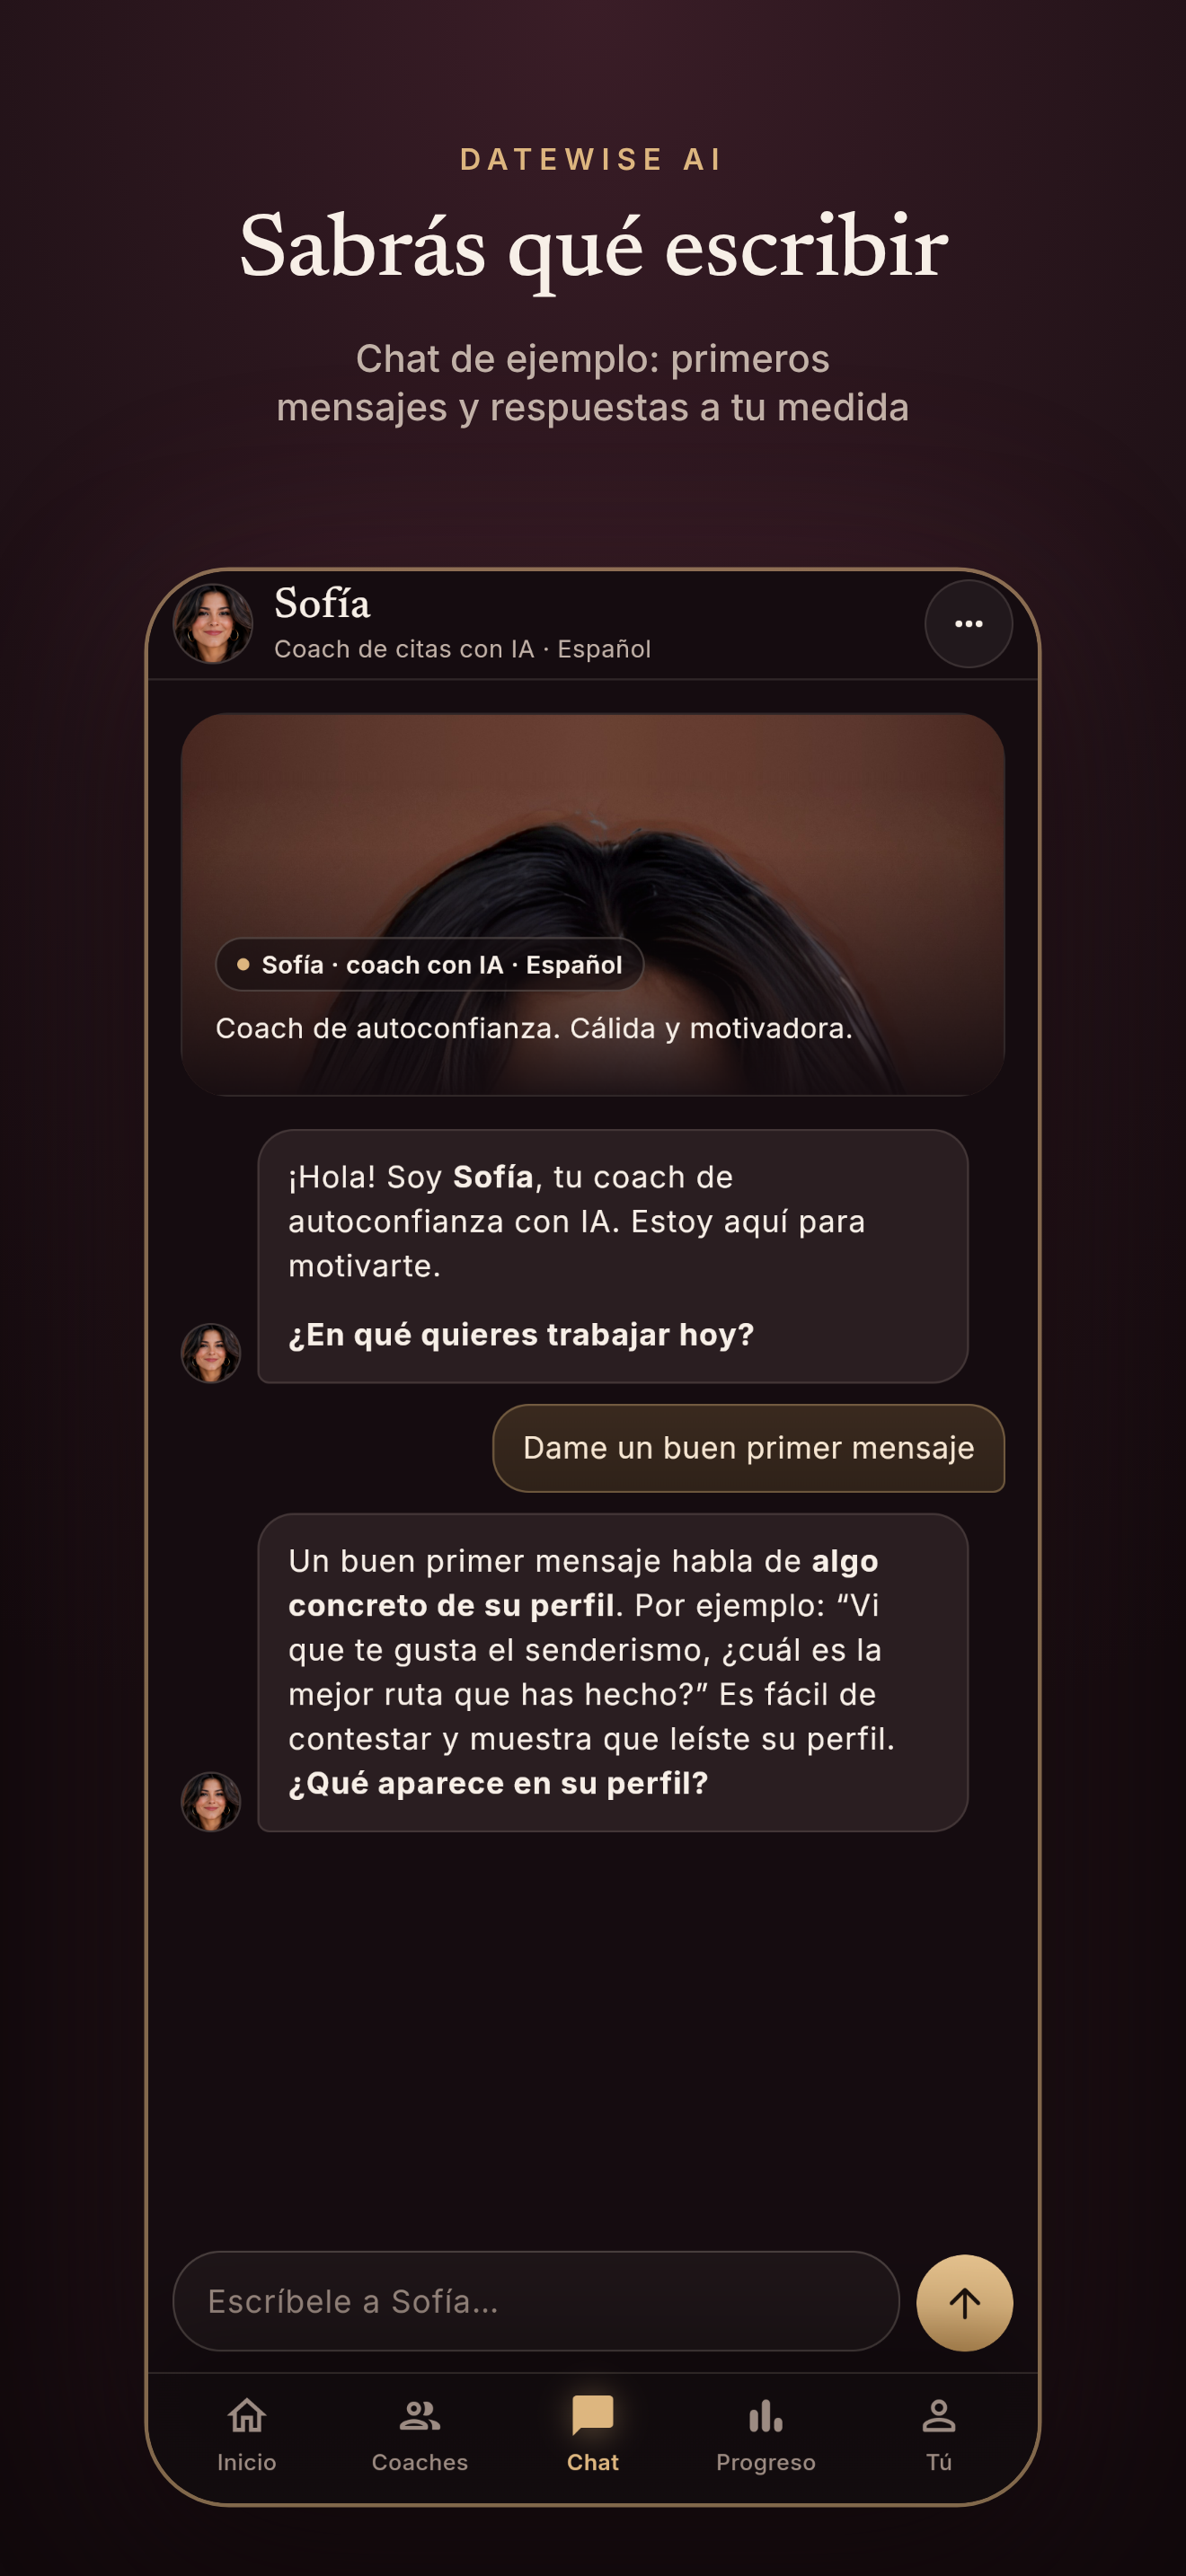 DATEWISE AI
Sabrás qué escribir
Chat de ejemplo: primeros
mensajes y respuestas a tu medida
Sofía
Coach de citas con IA · Español
Sofía · coach con IA · Español
Coach de autoconfianza. Cálida y motivadora.
¡Hola! Soy Sofía, tu coach de
autoconfianza con IA. Estoy aquí para
motivarte.
¿En qué quieres trabajar hoy?
Dame un buen primer mensaje
Un buen primer mensaje habla de algo
concreto de su perfil. Por ejemplo: “Vi
que te gusta el senderismo, ¿cuál es la
mejor ruta que has hecho?” Es fácil de
contestar y muestra que leíste su perfil.
¿Qué aparece en su perfil?
Escríbele a Sofía...
Inicio
Coaches
Chat
Progreso
Tú